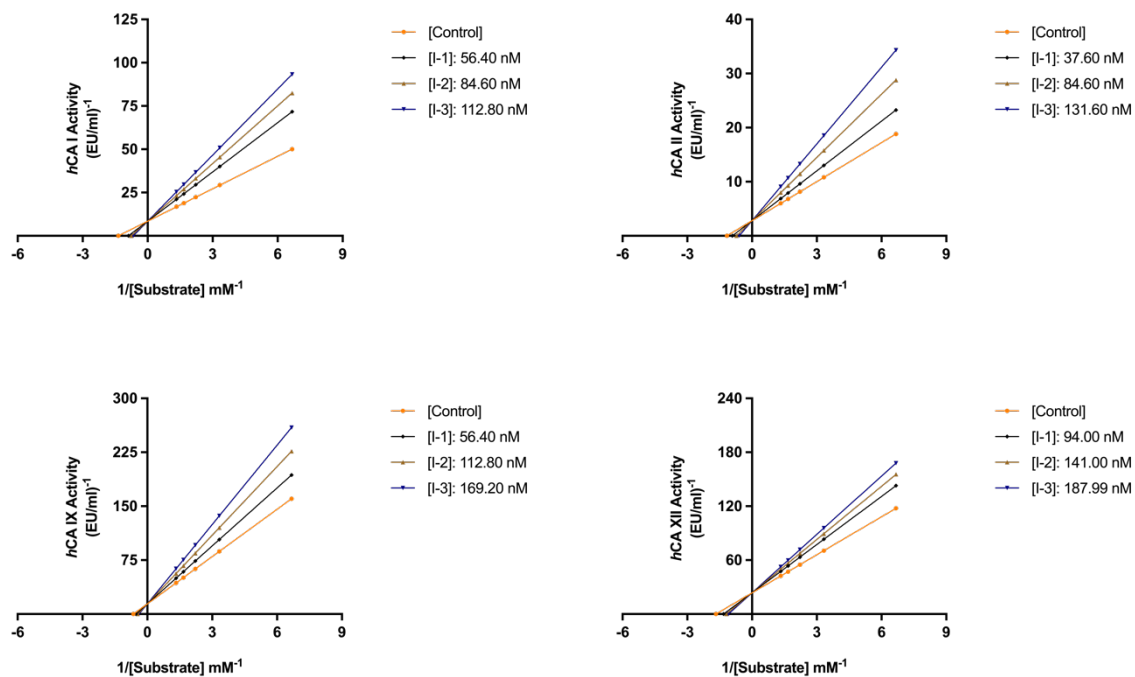 hCA I Activity
(EU/ml)-1
125
100
75
50
25
-6 -3 0 3 6 9
1/[Substrate] mM-1
[Control]
[I-1]: 56.40 nM
[I-2]: 84.60 nM
[I-3]: 112.80 nM
hCA II Activity
(EU/ml)-1
40
30
20
10
-6 -3 0 3 6 9
1/[Substrate] mM-1
[Control]
[I-1]: 37.60 nM
[I-2]: 84.60 nM
[I-3]: 131.60 nM
hCA IX Activity
(EU/ml)-1
300
225
150
75
-6 -3 0 3 6 9
1/[Substrate] mM-1
[Control]
[I-1]: 56.40 nM
[I-2]: 112.80 nM
[I-3]: 169.20 nM
hCA XII Activity
(EU/ml)-1
240
180
120
60
-6 -3 0 3 6 9
1/[Substrate] mM-1
[Control]
[I-1]: 94.00 nM
[I-2]: 141.00 nM
[I-3]: 187.99 nM